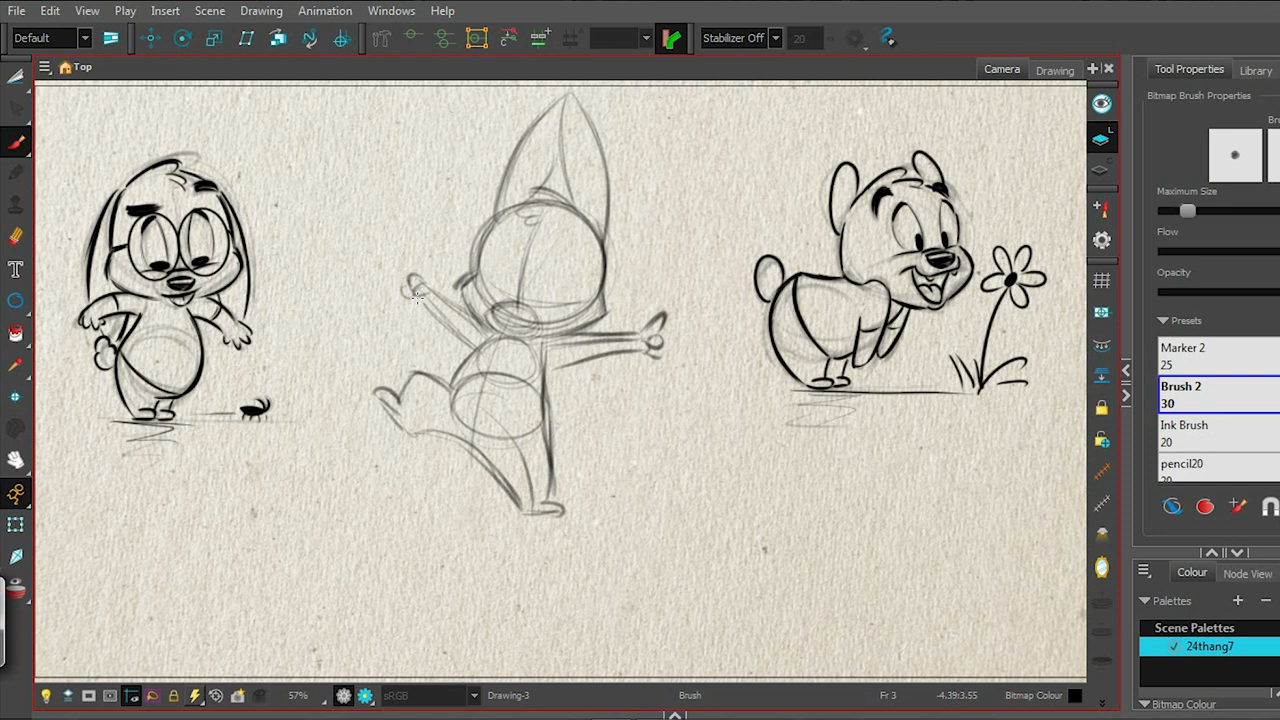 File Edit View Play Insert Scene Drawing Animation Windows Help
Default Stabilizer Off 20
Top Camera Drawing
Tool Properties Library
Bitmap Brush Properties
Maximum Size
Flow
Opacity
Presets
Marker 2
25
Brush 2
30
Ink Brush
20
pencil20
Colour Node View
Palettes
Scene Palettes
24thang7
Bitmap Colour
57% sRGB Drawing-3 Brush Fr 3 -4.39:3.55 Bitmap Colour